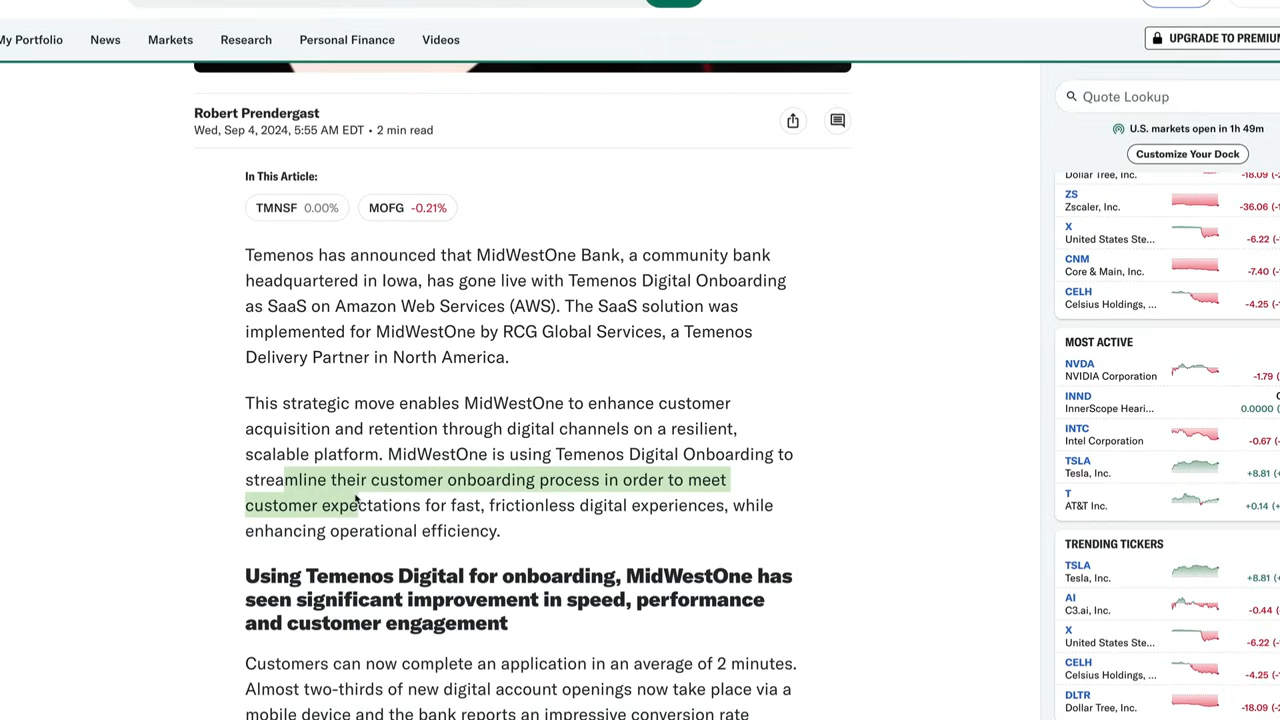 My Portfolio News Markets Research Personal Finance Videos
UPGRADE TO PREMIUM
Robert Prendergast
Wed, Sep 4, 2024, 5:55 AM EDT • 2 min read
In This Article:
TMNSF 0.00% MOFG -0.21%
Temenos has announced that MidWestOne Bank, a community bank
headquartered in Iowa, has gone live with Temenos Digital Onboarding
as SaaS on Amazon Web Services (AWS). The SaaS solution was
implemented for MidWestOne by RCG Global Services, a Temenos
Delivery Partner in North America.
This strategic move enables MidWestOne to enhance customer
acquisition and retention through digital channels on a resilient,
scalable platform. MidWestOne is using Temenos Digital Onboarding to
streamline their customer onboarding process in order to meet
customer expectations for fast, frictionless digital experiences, while
enhancing operational efficiency.
Using Temenos Digital for onboarding, MidWestOne has
seen significant improvement in speed, performance
and customer engagement
Customers can now complete an application in an average of 2 minutes.
Almost two-thirds of new digital account openings now take place via a
mobile device and the bank reports an impressive conversion rate
Quote Lookup
U.S. markets open in 1h 49m
Customize Your Dock
Dollar Tree, Inc. -18.09
ZS
Zscaler, Inc. -36.06
X
United States Ste... -6.22
CNM
Core & Main, Inc. -7.40
CELH
Celsius Holdings, ... -4.25
MOST ACTIVE
NVDA
NVIDIA Corporation -1.79
INND
InnerScope Heari... 0.0000
INTC
Intel Corporation -0.67
TSLA
Tesla, Inc. +8.81
T
AT&T Inc. +0.14
TRENDING TICKERS
TSLA
Tesla, Inc. +8.81
AI
C3.ai, Inc. -0.44
X
United States Ste... -6.22
CELH
Celsius Holdings, ... -4.25
DLTR
Dollar Tree, Inc. -18.09